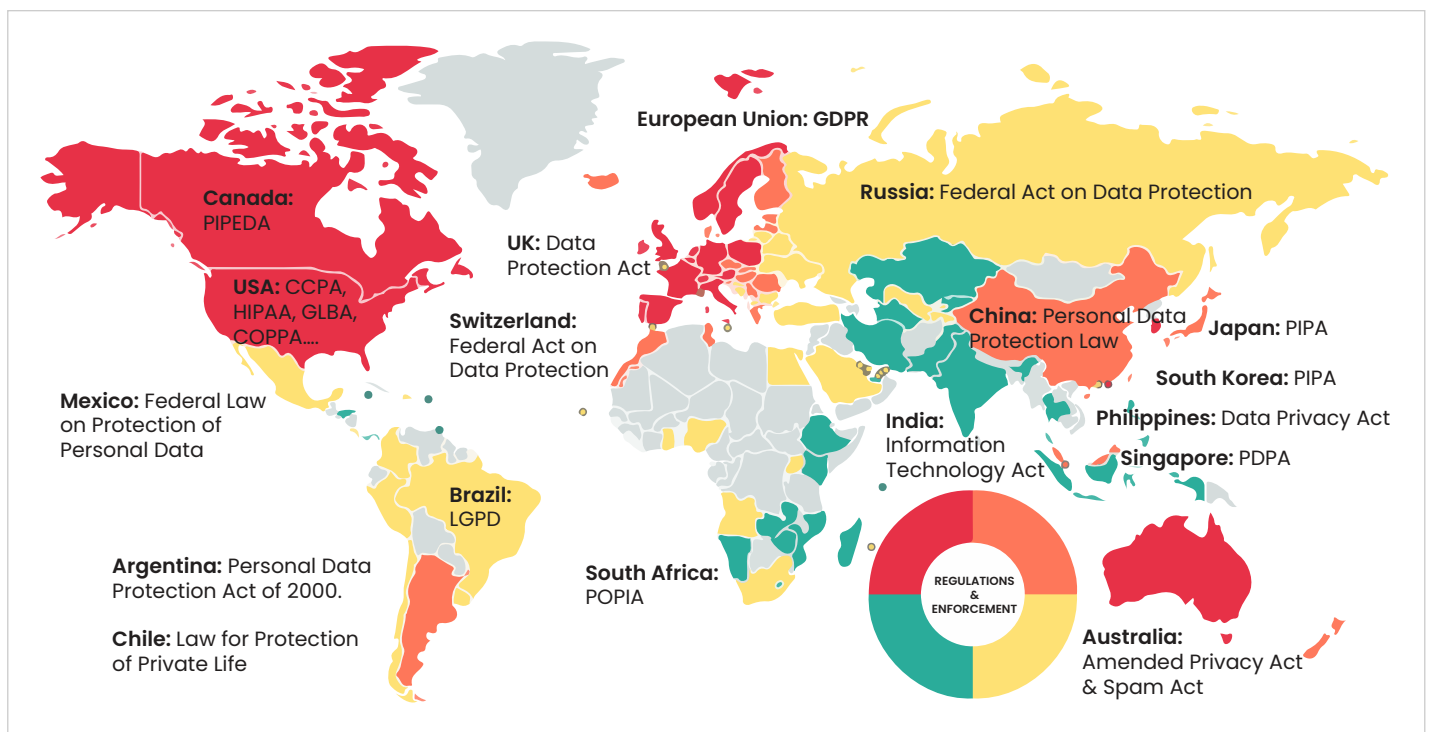 European Union: GDPR
Canada:
PIPEDA
Russia: Federal Act on Data Protection
UK: Data
Protection Act
USA: CCPA,
HIPAA, GLBA,
COPPA....
Switzerland:
Federal Act on
Data Protection
China: Personal Data
Protection Law
Japan: PIPA
South Korea: PIPA
Mexico: Federal Law
on Protection of
Personal Data
India:
Information
Technology Act
Philippines: Data Privacy Act
Singapore: PDPA
Brazil:
LGPD
Argentina: Personal Data
Protection Act of 2000.
South Africa:
POPIA
REGULATIONS
&
ENFORCEMENT
Chile: Law for Protection
of Private Life
Australia:
Amended Privacy Act
& Spam Act